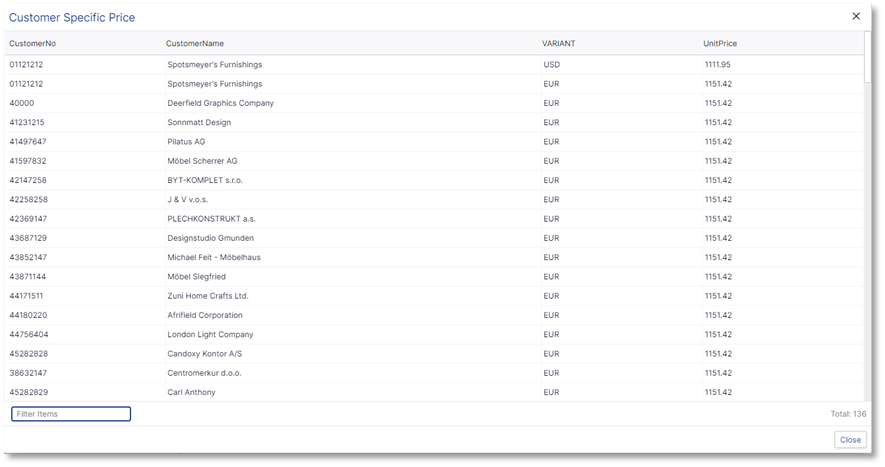 Customer Specific Price
CustomerNo CustomerName VARIANT UnitPrice
01121212 Spotsmeyer's Furnishings USD 1111.95
01121212 Spotsmeyer's Furnishings EUR 1151.42
40000 Deerfield Graphics Company EUR 1151.42
41231215 Sonnmatt Design EUR 1151.42
41497647 Pilatus AG EUR 1151.42
41597832 Möbel Scherrer AG EUR 1151.42
42147258 BYT-KOMPLET s.r.o. EUR 1151.42
42258258 J & V v.o.s. EUR 1151.42
42369147 PLECHKONSTRUKT a.s. EUR 1151.42
43687129 Designstudio Gmunden EUR 1151.42
43852147 Michael Feit - Möbelhaus EUR 1151.42
43871144 Möbel Siegfried EUR 1151.42
44171511 Zuni Home Crafts Ltd. EUR 1151.42
44180220 Afrifield Corporation EUR 1151.42
44756404 London Light Company EUR 1151.42
45282828 Candoxy Kontor A/S EUR 1151.42
38632147 Centromerkur d.o.o. EUR 1151.42
45282829 Carl Anthony EUR 1151.42
Filter Items Total: 136
Close